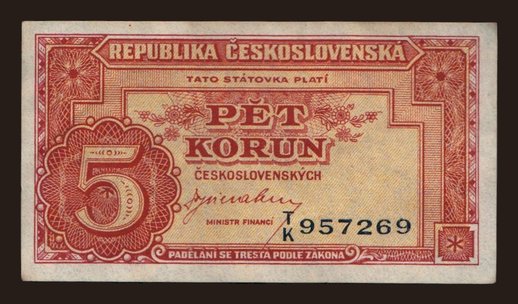 REPUBLIKA ČESKOSLOVENSKÁ
TATO STÁTOVKA PLATÍ
PĚT
KORUN
ČESKOSLOVENSKÝCH
5
MINISTR FINANCÍ
T/K 957269
PADĚLÁNÍ SE TRESTÁ PODLE ZÁKONA